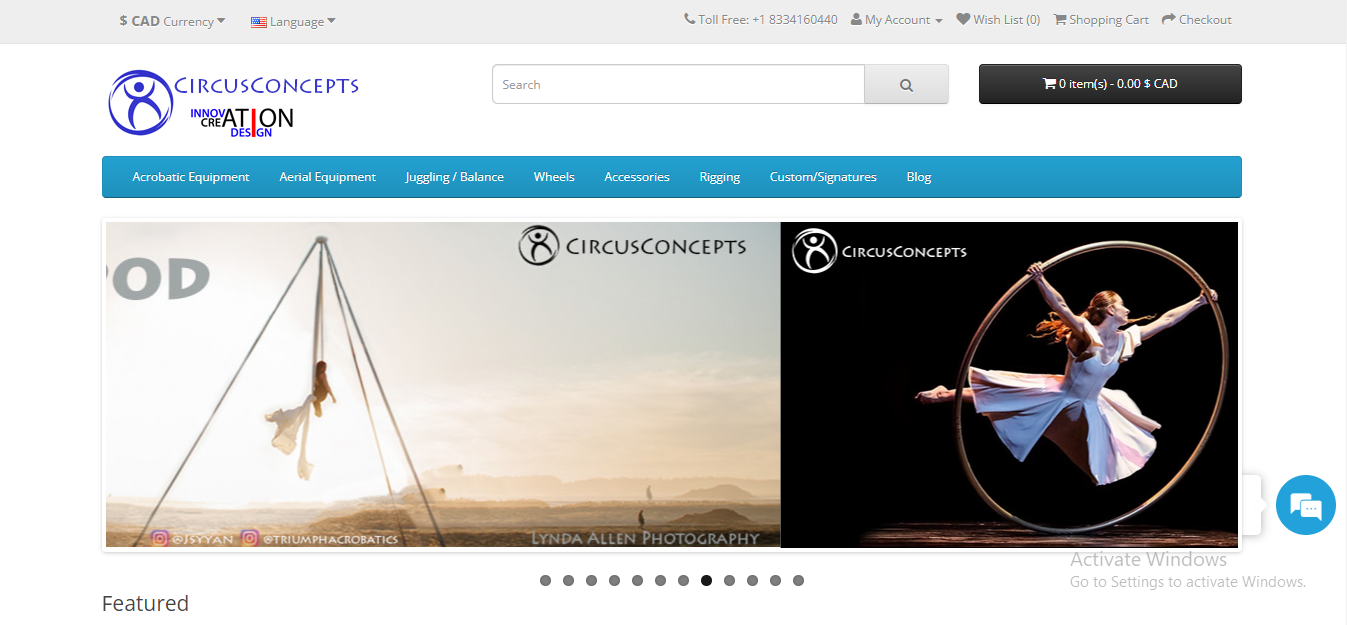 $ CAD Currency
Language
Toll Free: +1 8334160440
My Account
Wish List (0)
Shopping Cart
Checkout
CIRCUSCONCEPTS
INNOVATION
CREATION
DESIGN
Search
0 item(s) - 0.00 $ CAD
Acrobatic Equipment
Aerial Equipment
Juggling / Balance
Wheels
Accessories
Rigging
Custom/Signatures
Blog
OD
CIRCUSCONCEPTS
CIRCUSCONCEPTS
@JSYYAN @TRIUMPHACROBATICS
LYNDA ALLEN PHOTOGRAPHY
Activate Windows
Go to Settings to activate Windows.
Featured